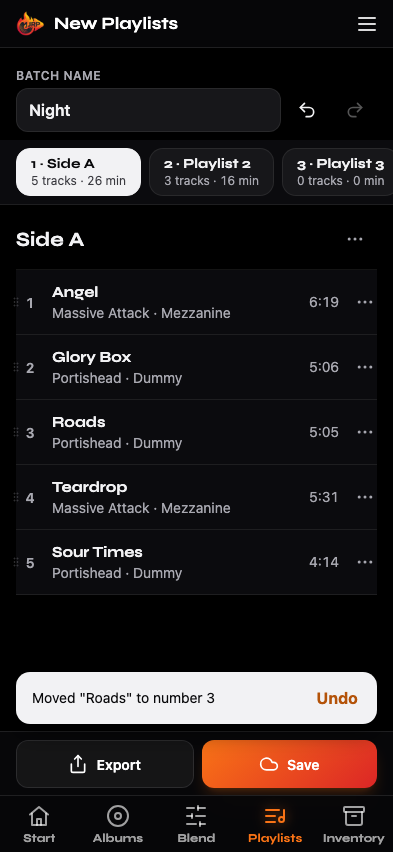 New Playlists
BATCH NAME
Night
1 · Side A
5 tracks · 26 min
2 · Playlist 2
3 tracks · 16 min
3 · Playlist 3
0 tracks · 0 min
Side A
1
Angel
Massive Attack · Mezzanine
6:19
2
Glory Box
Portishead · Dummy
5:06
3
Roads
Portishead · Dummy
5:05
4
Teardrop
Massive Attack · Mezzanine
5:31
5
Sour Times
Portishead · Dummy
4:14
Moved "Roads" to number 3
Undo
Export
Save
Start
Albums
Blend
Playlists
Inventory